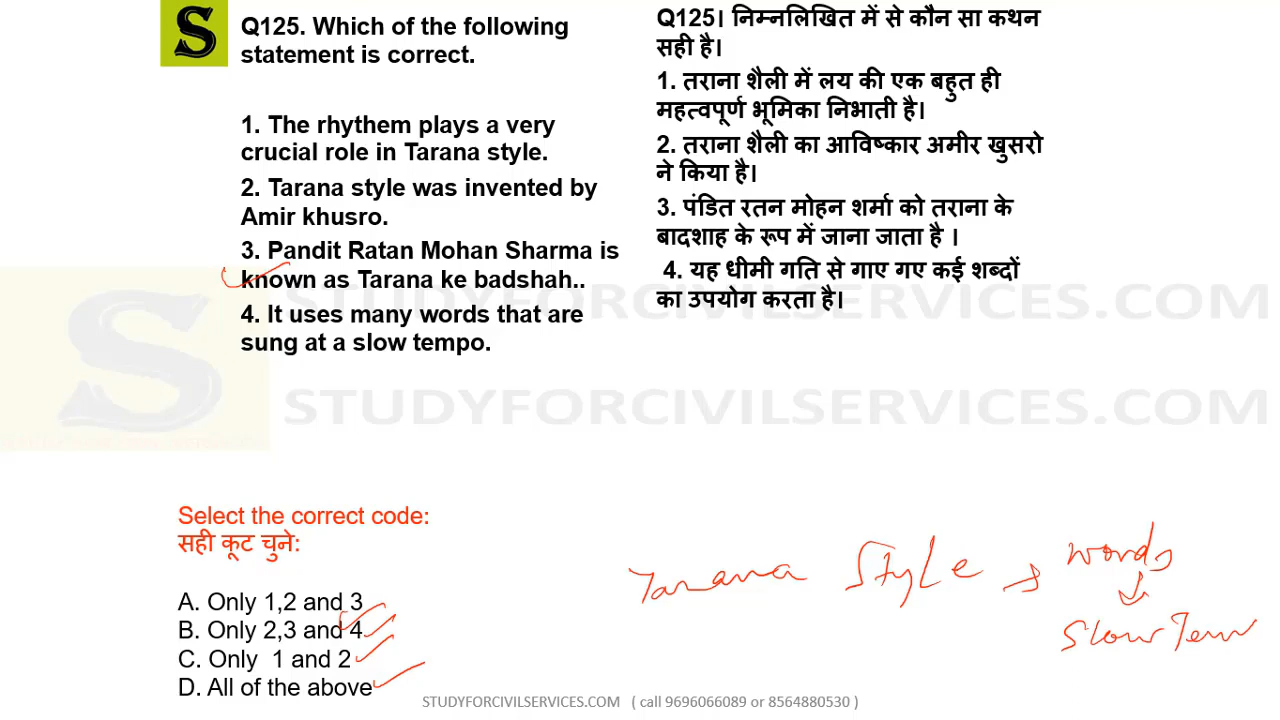 S
Q125. Which of the following
statement is correct.
1. The rhythem plays a very
crucial role in Tarana style.
2. Tarana style was invented by
Amir khusro.
3. Pandit Ratan Mohan Sharma is
known as Tarana ke badshah..
4. It uses many words that are
sung at a slow tempo.
Q125। निम्नलिखित में से कौन सा कथन
सही है।
1. तराना शैली में लय की एक बहुत ही
महत्वपूर्ण भूमिका निभाती है।
2. तराना शैली का आविष्कार अमीर खुसरो
ने किया है।
3. पंडित रतन मोहन शर्मा को तराना के
बादशाह के रूप में जाना जाता है ।
4. यह धीमी गति से गाए गए कई शब्दों
का उपयोग करता है।
S
STUDYFORCIVILSERVICES.COM
STUDYFORCIVILSERVICES.COM
Select the correct code:
सही कूट चुने:
A. Only 1,2 and 3
B. Only 2,3 and 4
C. Only 1 and 2
D. All of the above
Tarana Style → words
Slow
STUDYFORCIVILSERVICES.COM ( call 9696066089 or 8564880530 )